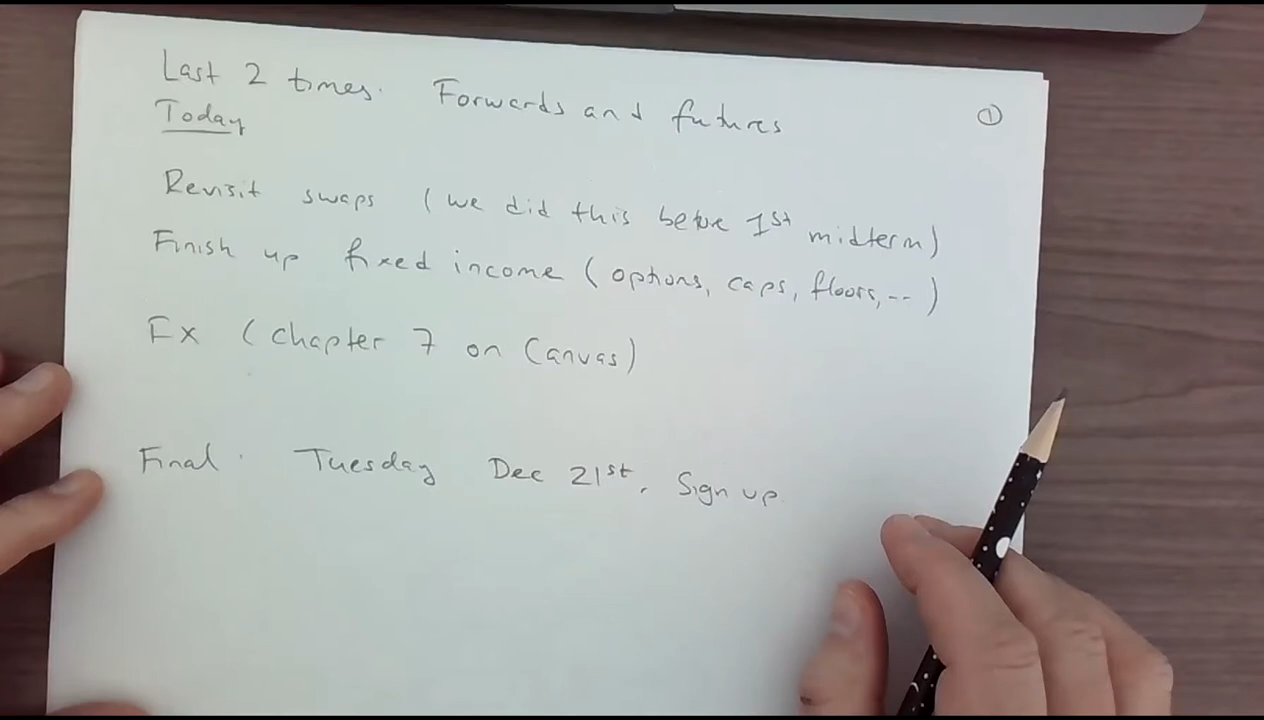 Last 2 times. Forwards and futures
①
Today
Revisit swaps (we did this before 1st midterm)
Finish up fixed income (options, caps, floors, -- )
FX (Chapter 7 on Canvas)
Final. Tuesday Dec 21st. Sign up.